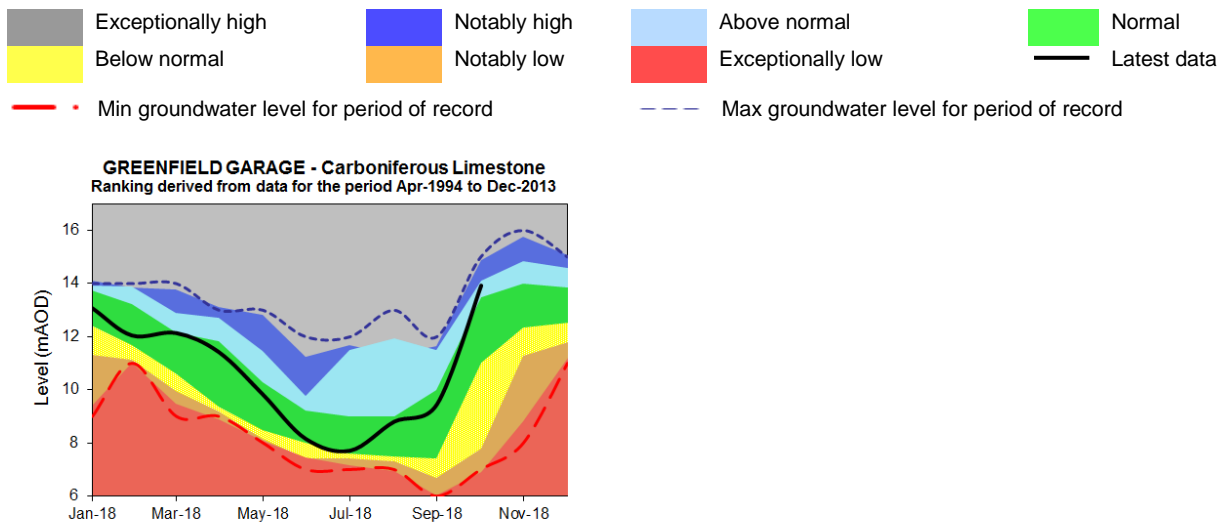 Exceptionally high Notably high Above normal Normal
Below normal Notably low Exceptionally low Latest data
Min groundwater level for period of record Max groundwater level for period of record
GREENFIELD GARAGE - Carboniferous Limestone
Ranking derived from data for the period Apr-1994 to Dec-2013
Level (mAOD)
16
14
12
10
8
6
Jan-18 Mar-18 May-18 Jul-18 Sep-18 Nov-18